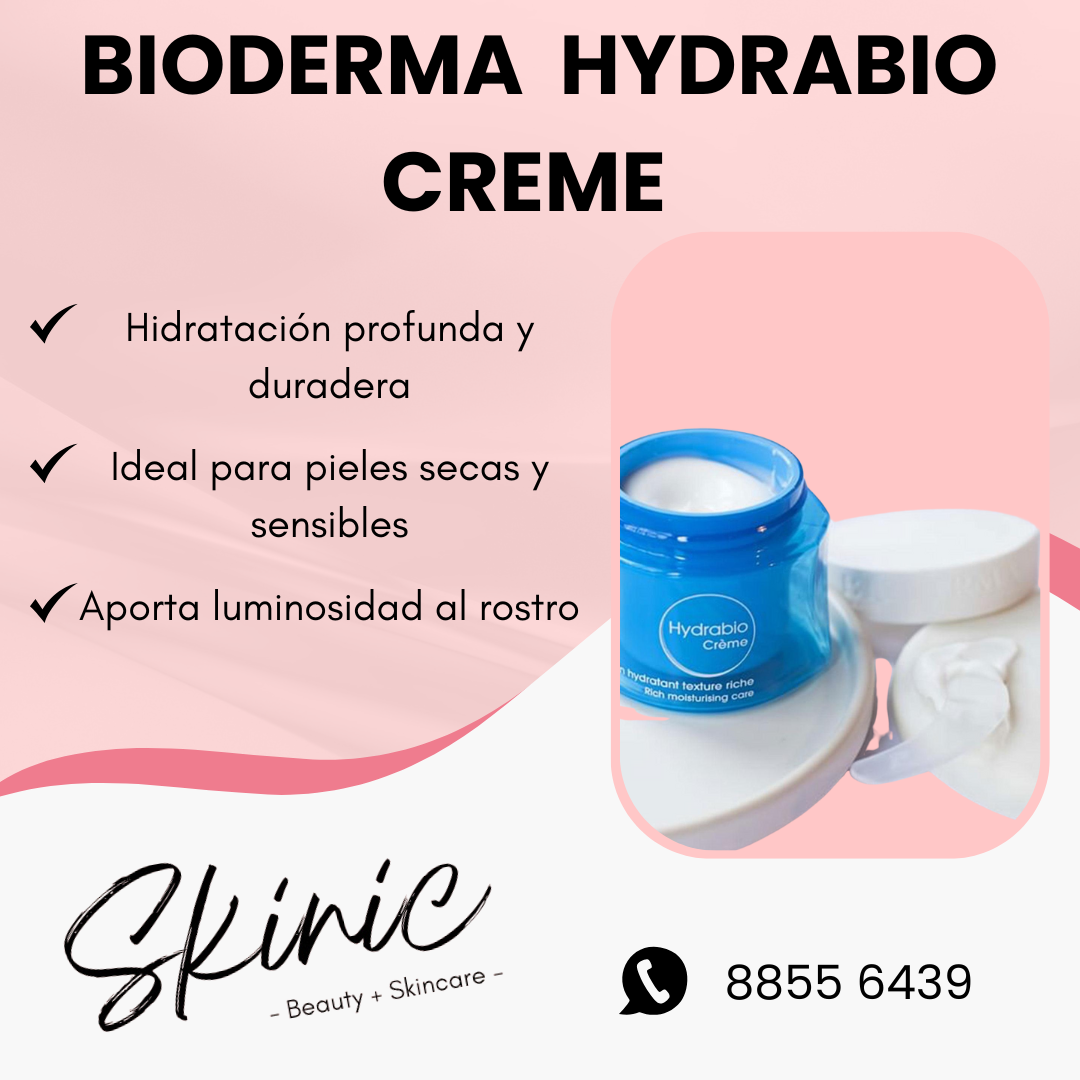 BIODERMA HYDRABIO
CREME
Hidratación profunda y
duradera
Ideal para pieles secas y
sensibles
Aporta luminosidad al rostro
Hydrabio
Crème
hydratant texture riche
Rich moisturising care
Skinic
- Beauty + Skincare -
8855 6439